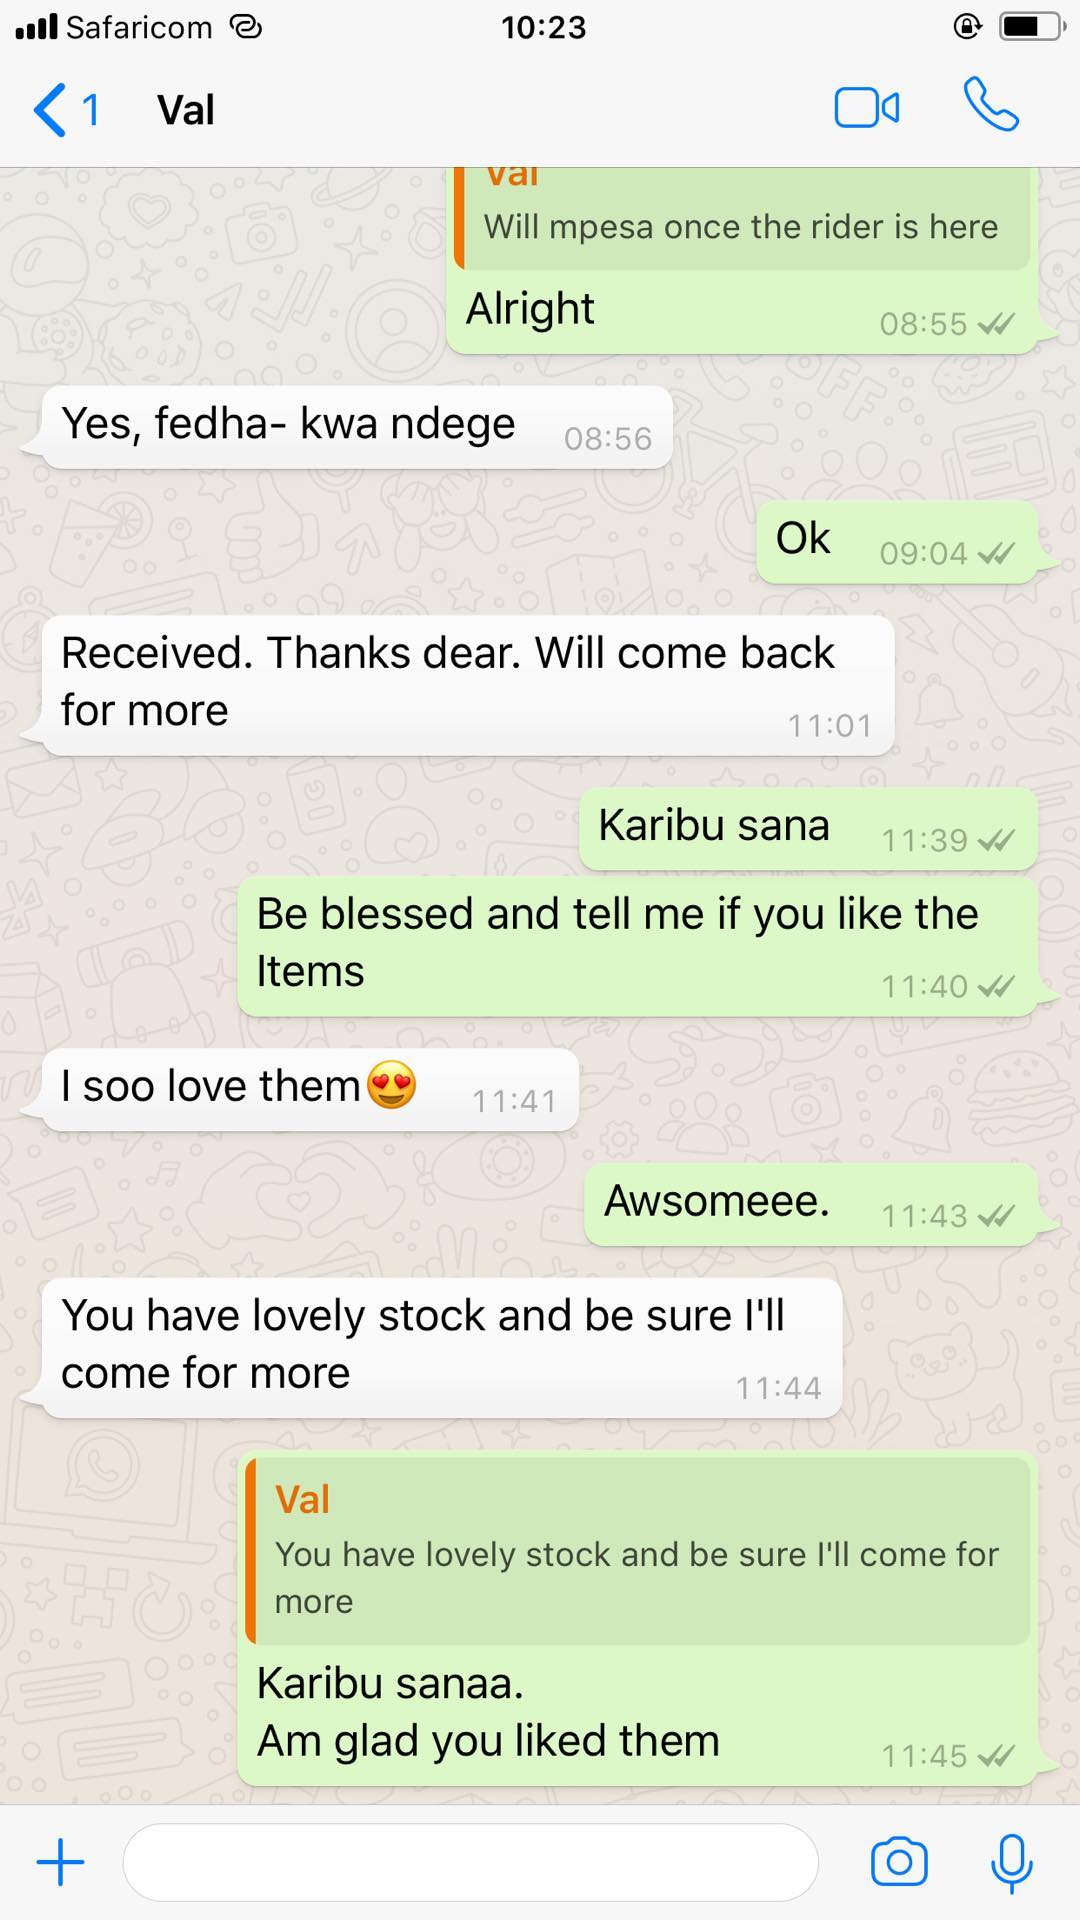 Safaricom 10:23
1 Val
Val
Will mpesa once the rider is here
Alright 08:55
Yes, fedha- kwa ndege 08:56
Ok 09:04
Received. Thanks dear. Will come back
for more 11:01
Karibu sana 11:39
Be blessed and tell me if you like the
Items 11:40
I soo love them😍 11:41
Awsomeee. 11:43
You have lovely stock and be sure I'll
come for more 11:44
Val
You have lovely stock and be sure I'll come for
more
Karibu sanaa.
Am glad you liked them 11:45